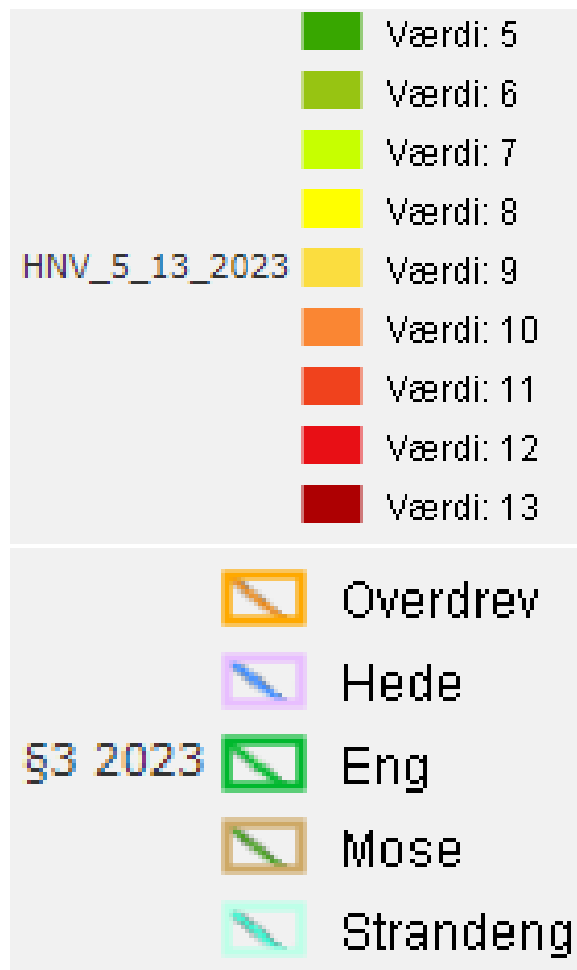 Værdi: 5
Værdi: 6
Værdi: 7
Værdi: 8
HNV_5_13_2023
Værdi: 9
Værdi: 10
Værdi: 11
Værdi: 12
Værdi: 13
Overdrev
Hede
§3 2023
Eng
Mose
Strandeng